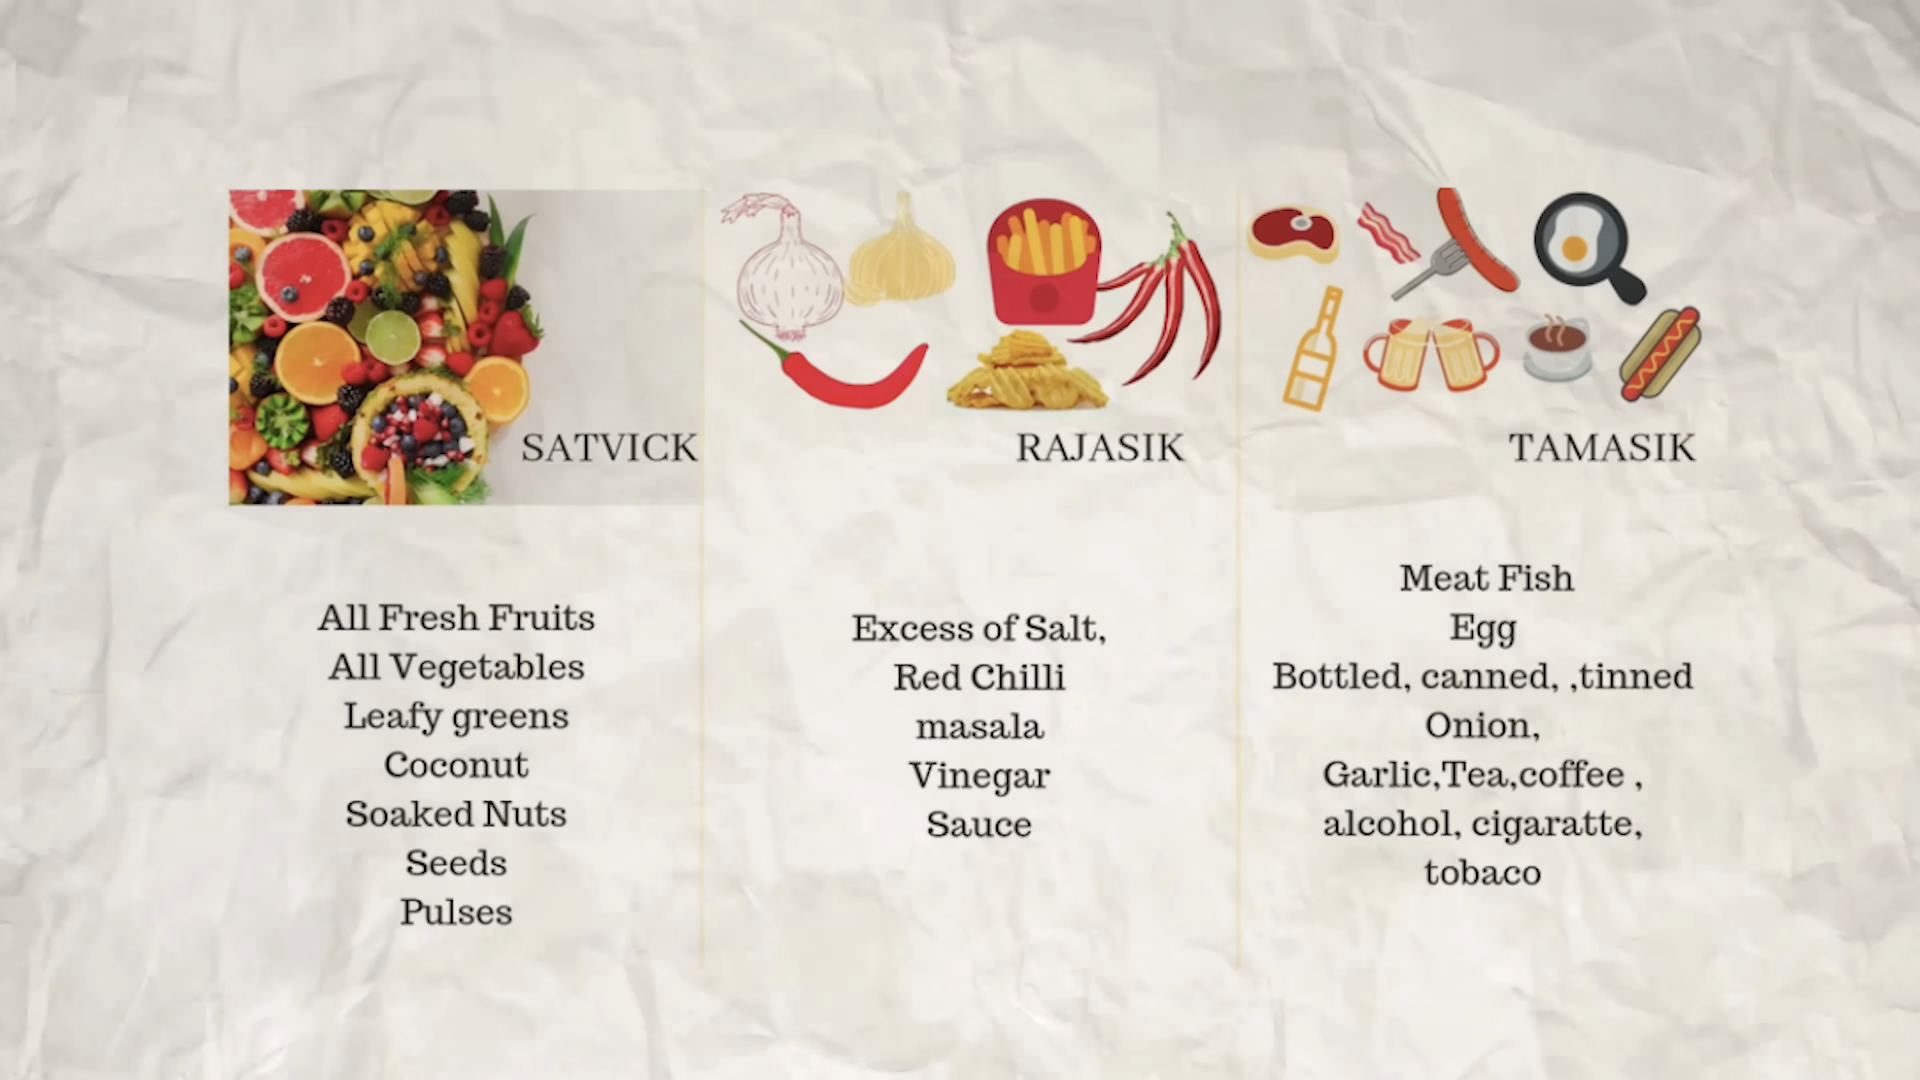 SATVICK
All Fresh Fruits
All Vegetables
Leafy greens
Coconut
Soaked Nuts
Seeds
Pulses
RAJASIK
Excess of Salt,
Red Chilli
masala
Vinegar
Sauce
TAMASIK
Meat Fish
Egg
Bottled, canned, ,tinned
Onion,
Garlic,Tea,coffee ,
alcohol, cigaratte,
tobaco